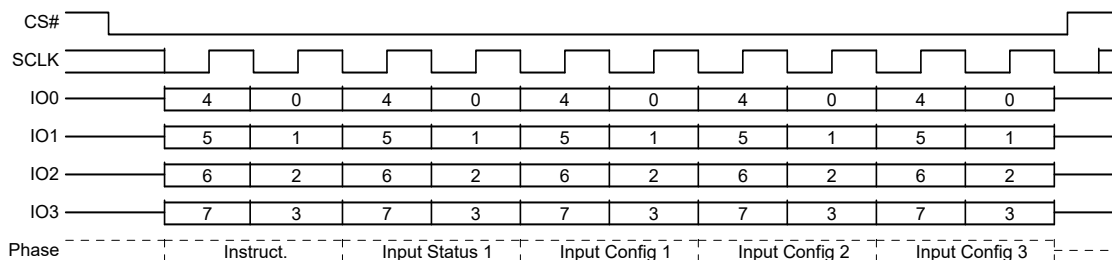 CS#
SCLK
IO0 4 0 4 0 4 0 4 0 4 0
IO1 5 1 5 1 5 1 5 1 5 1
IO2 6 2 6 2 6 2 6 2 6 2
IO3 7 3 7 3 7 3 7 3 7 3
Phase Instruct. Input Status 1 Input Config 1 Input Config 2 Input Config 3